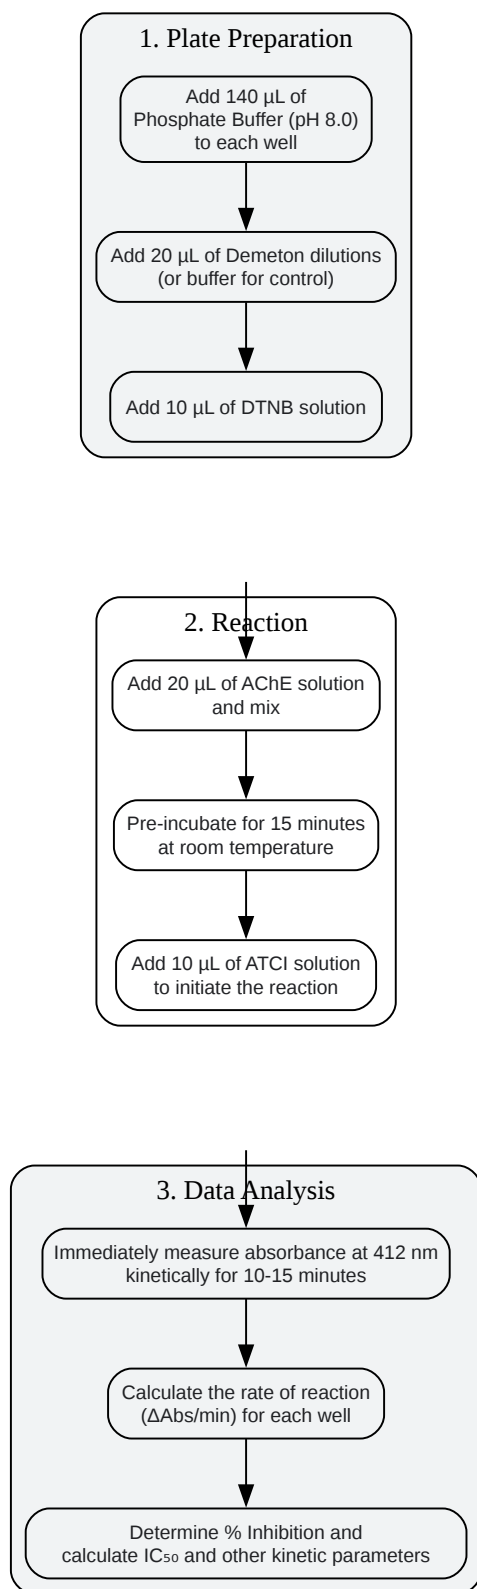 1. Plate Preparation
Add 140 µL of
Phosphate Buffer (pH 8.0)
to each well
Add 20 µL of Demeton dilutions
(or buffer for control)
Add 10 µL of DTNB solution
2. Reaction
Add 20 µL of AChE solution
and mix
Pre-incubate for 15 minutes
at room temperature
Add 10 µL of ATCI solution
to initiate the reaction
3. Data Analysis
Immediately measure absorbance at 412 nm
kinetically for 10-15 minutes
Calculate the rate of reaction
(ΔAbs/min) for each well
Determine % Inhibition and
calculate IC₅₀ and other kinetic parameters